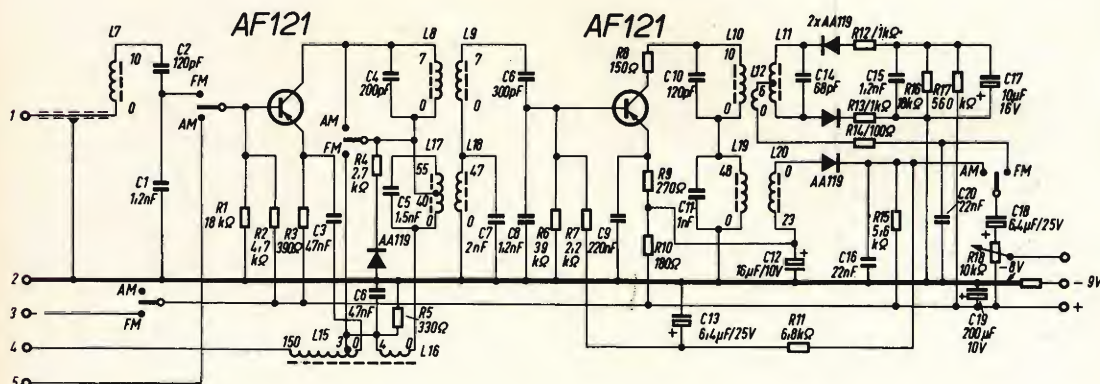 AF121
AF121
L7
10
0
C2
120pF
FM
AM
1
C1
1,2nF
R1
18 kΩ
R2
4,7
kΩ
R3
390Ω
C3
47nF
C4
200pF
AM
FM
R4
2,7
kΩ
AA119
C6
47nF
R5
330Ω
L8
7
0
L9
7
0
L17
55
40
0
C5
1,5nF
L18
47
0
C7
2nF
C6
300pF
C8
1,2nF
R6
39
kΩ
R7
2,2
kΩ
C9
220nF
R8
150Ω
R9
270Ω
R10
180Ω
C10
120pF
L10
10
0
L12
6
L11
C11
1nF
L19
48
0
L20
0
23
C12
16µF/10V
2xAA119
R12/1kΩ
C14
68pF
C15
1,2nF
R13/1kΩ
R14/100Ω
R16
18kΩ
R17
560
kΩ
C17
10µF
16V
AA119
AM
FM
R15
5,6
kΩ
C16
22nF
C20
22nF
C18
6,4µF/25V
R18
10kΩ
-8V
- 9V
+
C19
200µF
10V
C13
6,4µF/25V
R11
6,8kΩ
2
3
AM
FM
4
150
L15
3
0
4
0
L16
5